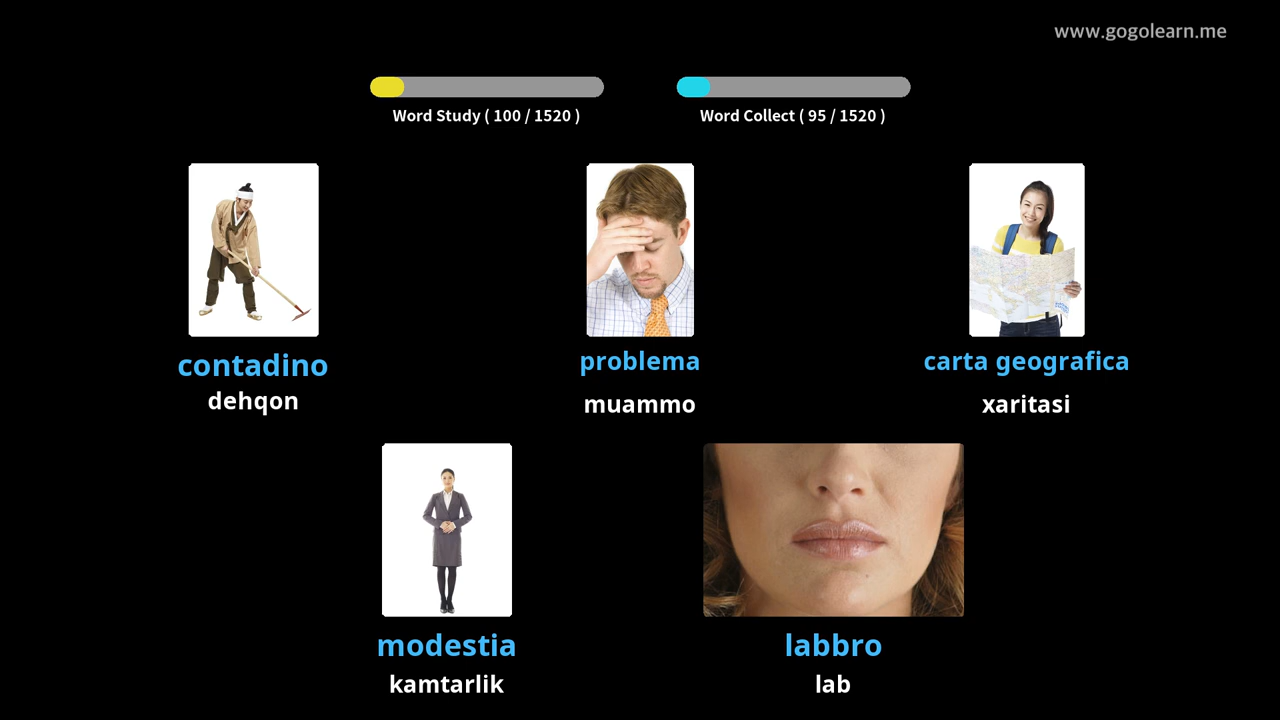 www.gogolearn.me
Word Study ( 100 / 1520 )
Word Collect ( 95 / 1520 )
contadino
dehqon
problema
muammo
carta geografica
xaritasi
modestia
kamtarlik
labbro
lab